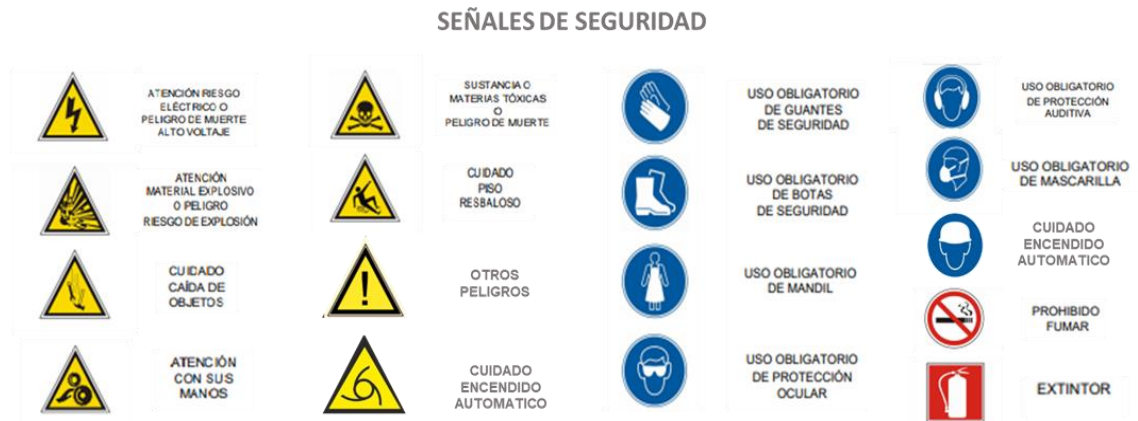 SEÑALES DE SEGURIDAD
ATENCIÓN RIESGO
ELÉCTRICO O
PELIGRO DE MUERTE
ALTO VOLTAJE
ATENCIÓN
MATERIAL EXPLOSIVO
O PELIGRO
RIESGO DE EXPLOSIÓN
CUIDADO
CAÍDA DE
OBJETOS
ATENCIÓN
CON SUS
MANOS
SUSTANCIA O
MATERIAS TÓXICAS
O
PELIGRO DE MUERTE
CUIDADO
PISO
RESBALOSO
OTROS
PELIGROS
CUIDADO
ENCENDIDO
AUTOMATICO
USO OBLIGATORIO
DE GUANTES
DE SEGURIDAD
USO OBLIGATORIO
DE BOTAS
DE SEGURIDAD
USO OBLIGATORIO
DE MANDIL
USO OBLIGATORIO
DE PROTECCIÓN
OCULAR
USO OBLIGATORIO
DE PROTECCIÓN
AUDITIVA
USO OBLIGATORIO
DE MASCARILLA
CUIDADO
ENCENDIDO
AUTOMATICO
PROHIBIDO
FUMAR
EXTINTOR